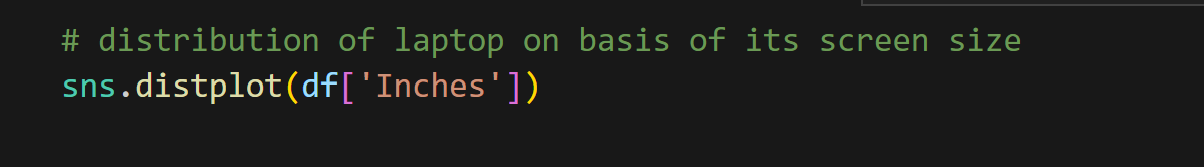 # distribution of laptop on basis of its screen size
sns.distplot(df['Inches'])